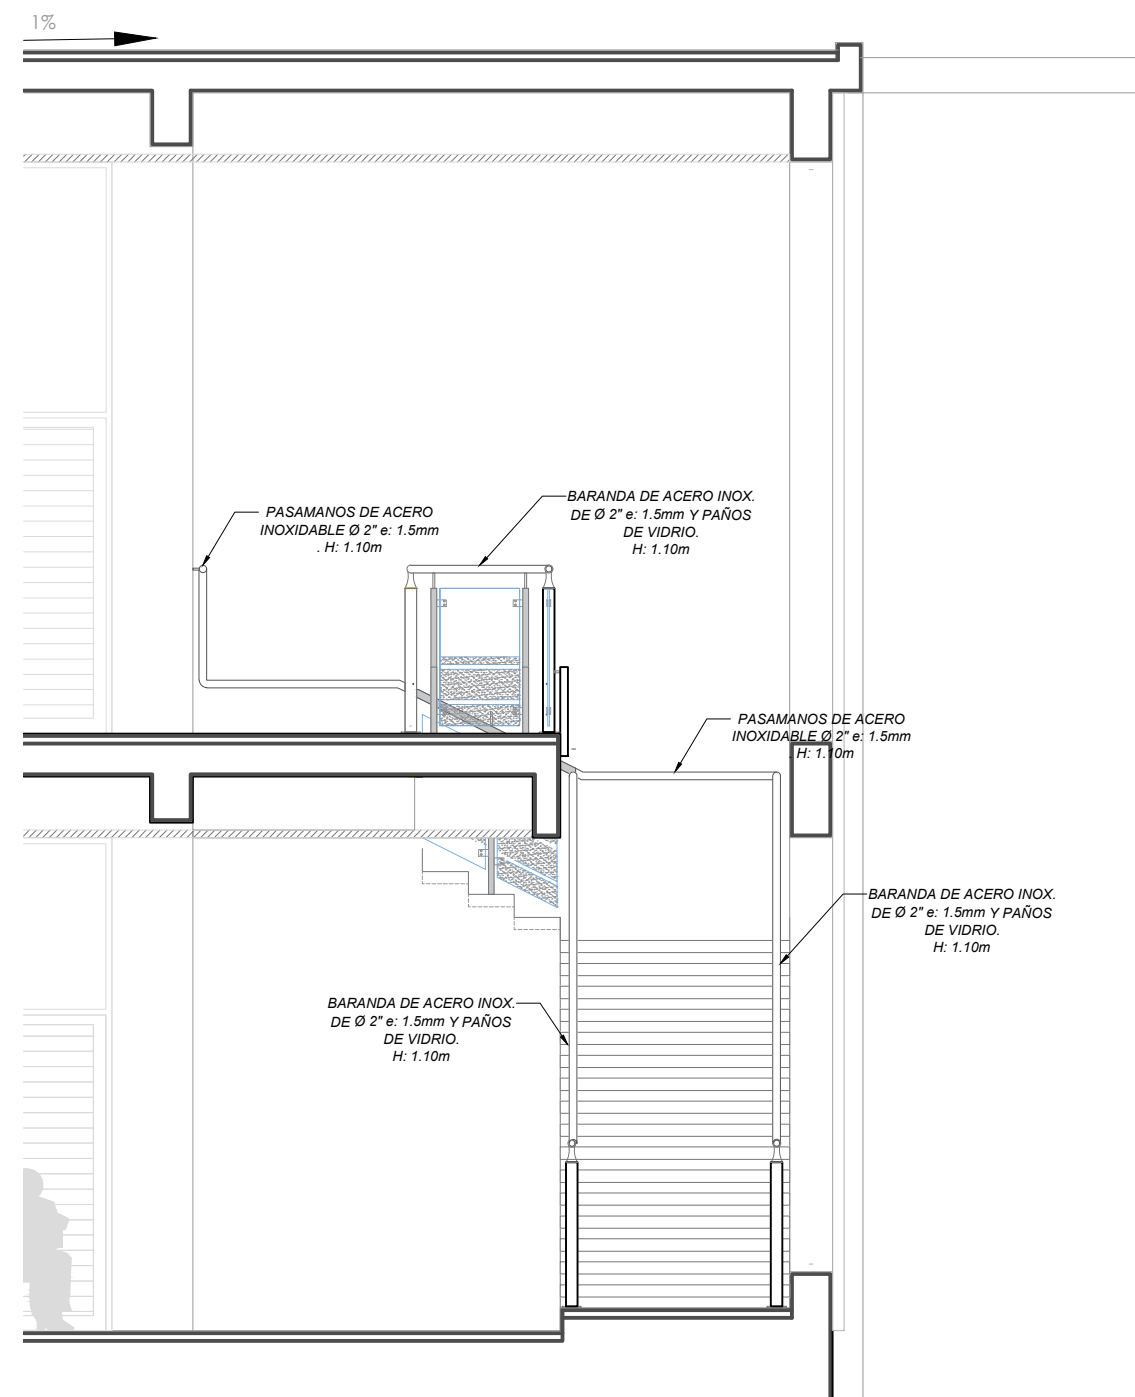 1%
PASAMANOS DE ACERO
INOXIDABLE Ø 2" e: 1.5mm
. H: 1.10m
BARANDA DE ACERO INOX.
DE Ø 2" e: 1.5mm Y PAÑOS
DE VIDRIO.
H: 1.10m
PASAMANOS DE ACERO
INOXIDABLE Ø 2" e: 1.5mm
. H: 1.10m
BARANDA DE ACERO INOX.
DE Ø 2" e: 1.5mm Y PAÑOS
DE VIDRIO.
H: 1.10m
BARANDA DE ACERO INOX.
DE Ø 2" e: 1.5mm Y PAÑOS
DE VIDRIO.
H: 1.10m